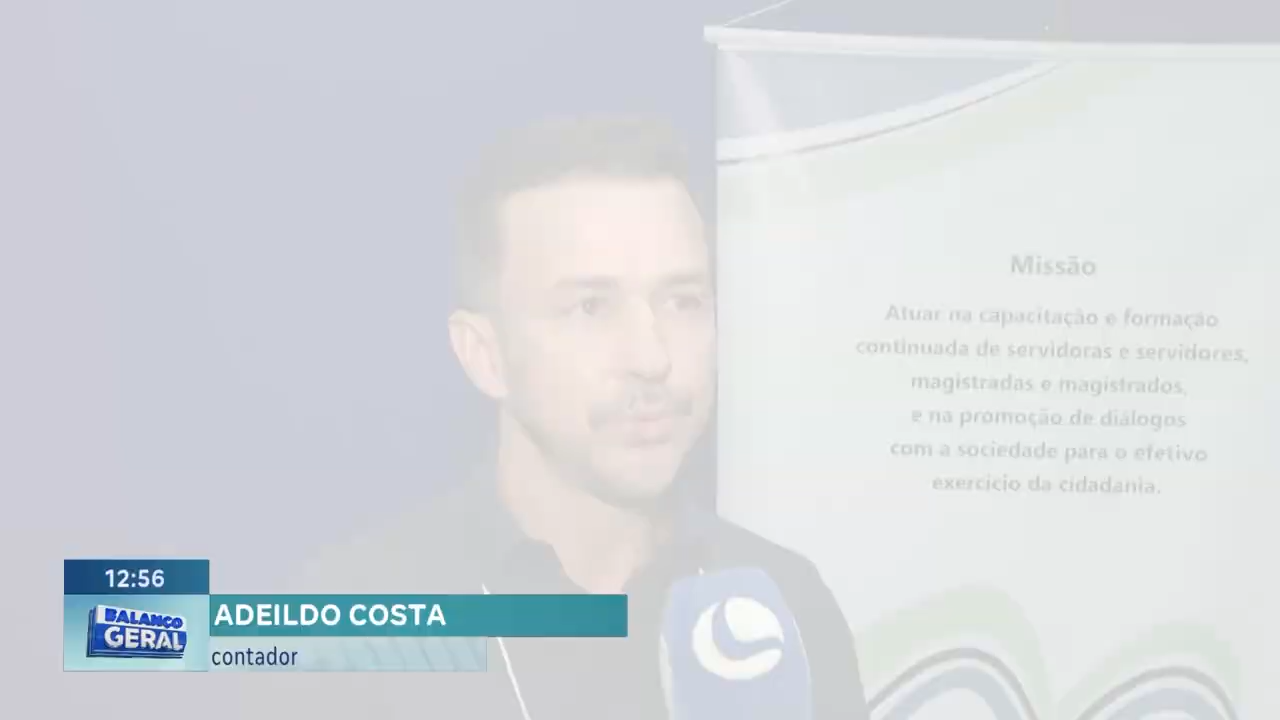 Missão
Atuar na capacitação e formação
continuada de servidoras e servidores,
magistradas e magistrados,
e na promoção de diálogos
com a sociedade para o efetivo
exercício da cidadania.
12:56
BALANÇO
GERAL
ADEILDO COSTA
contador